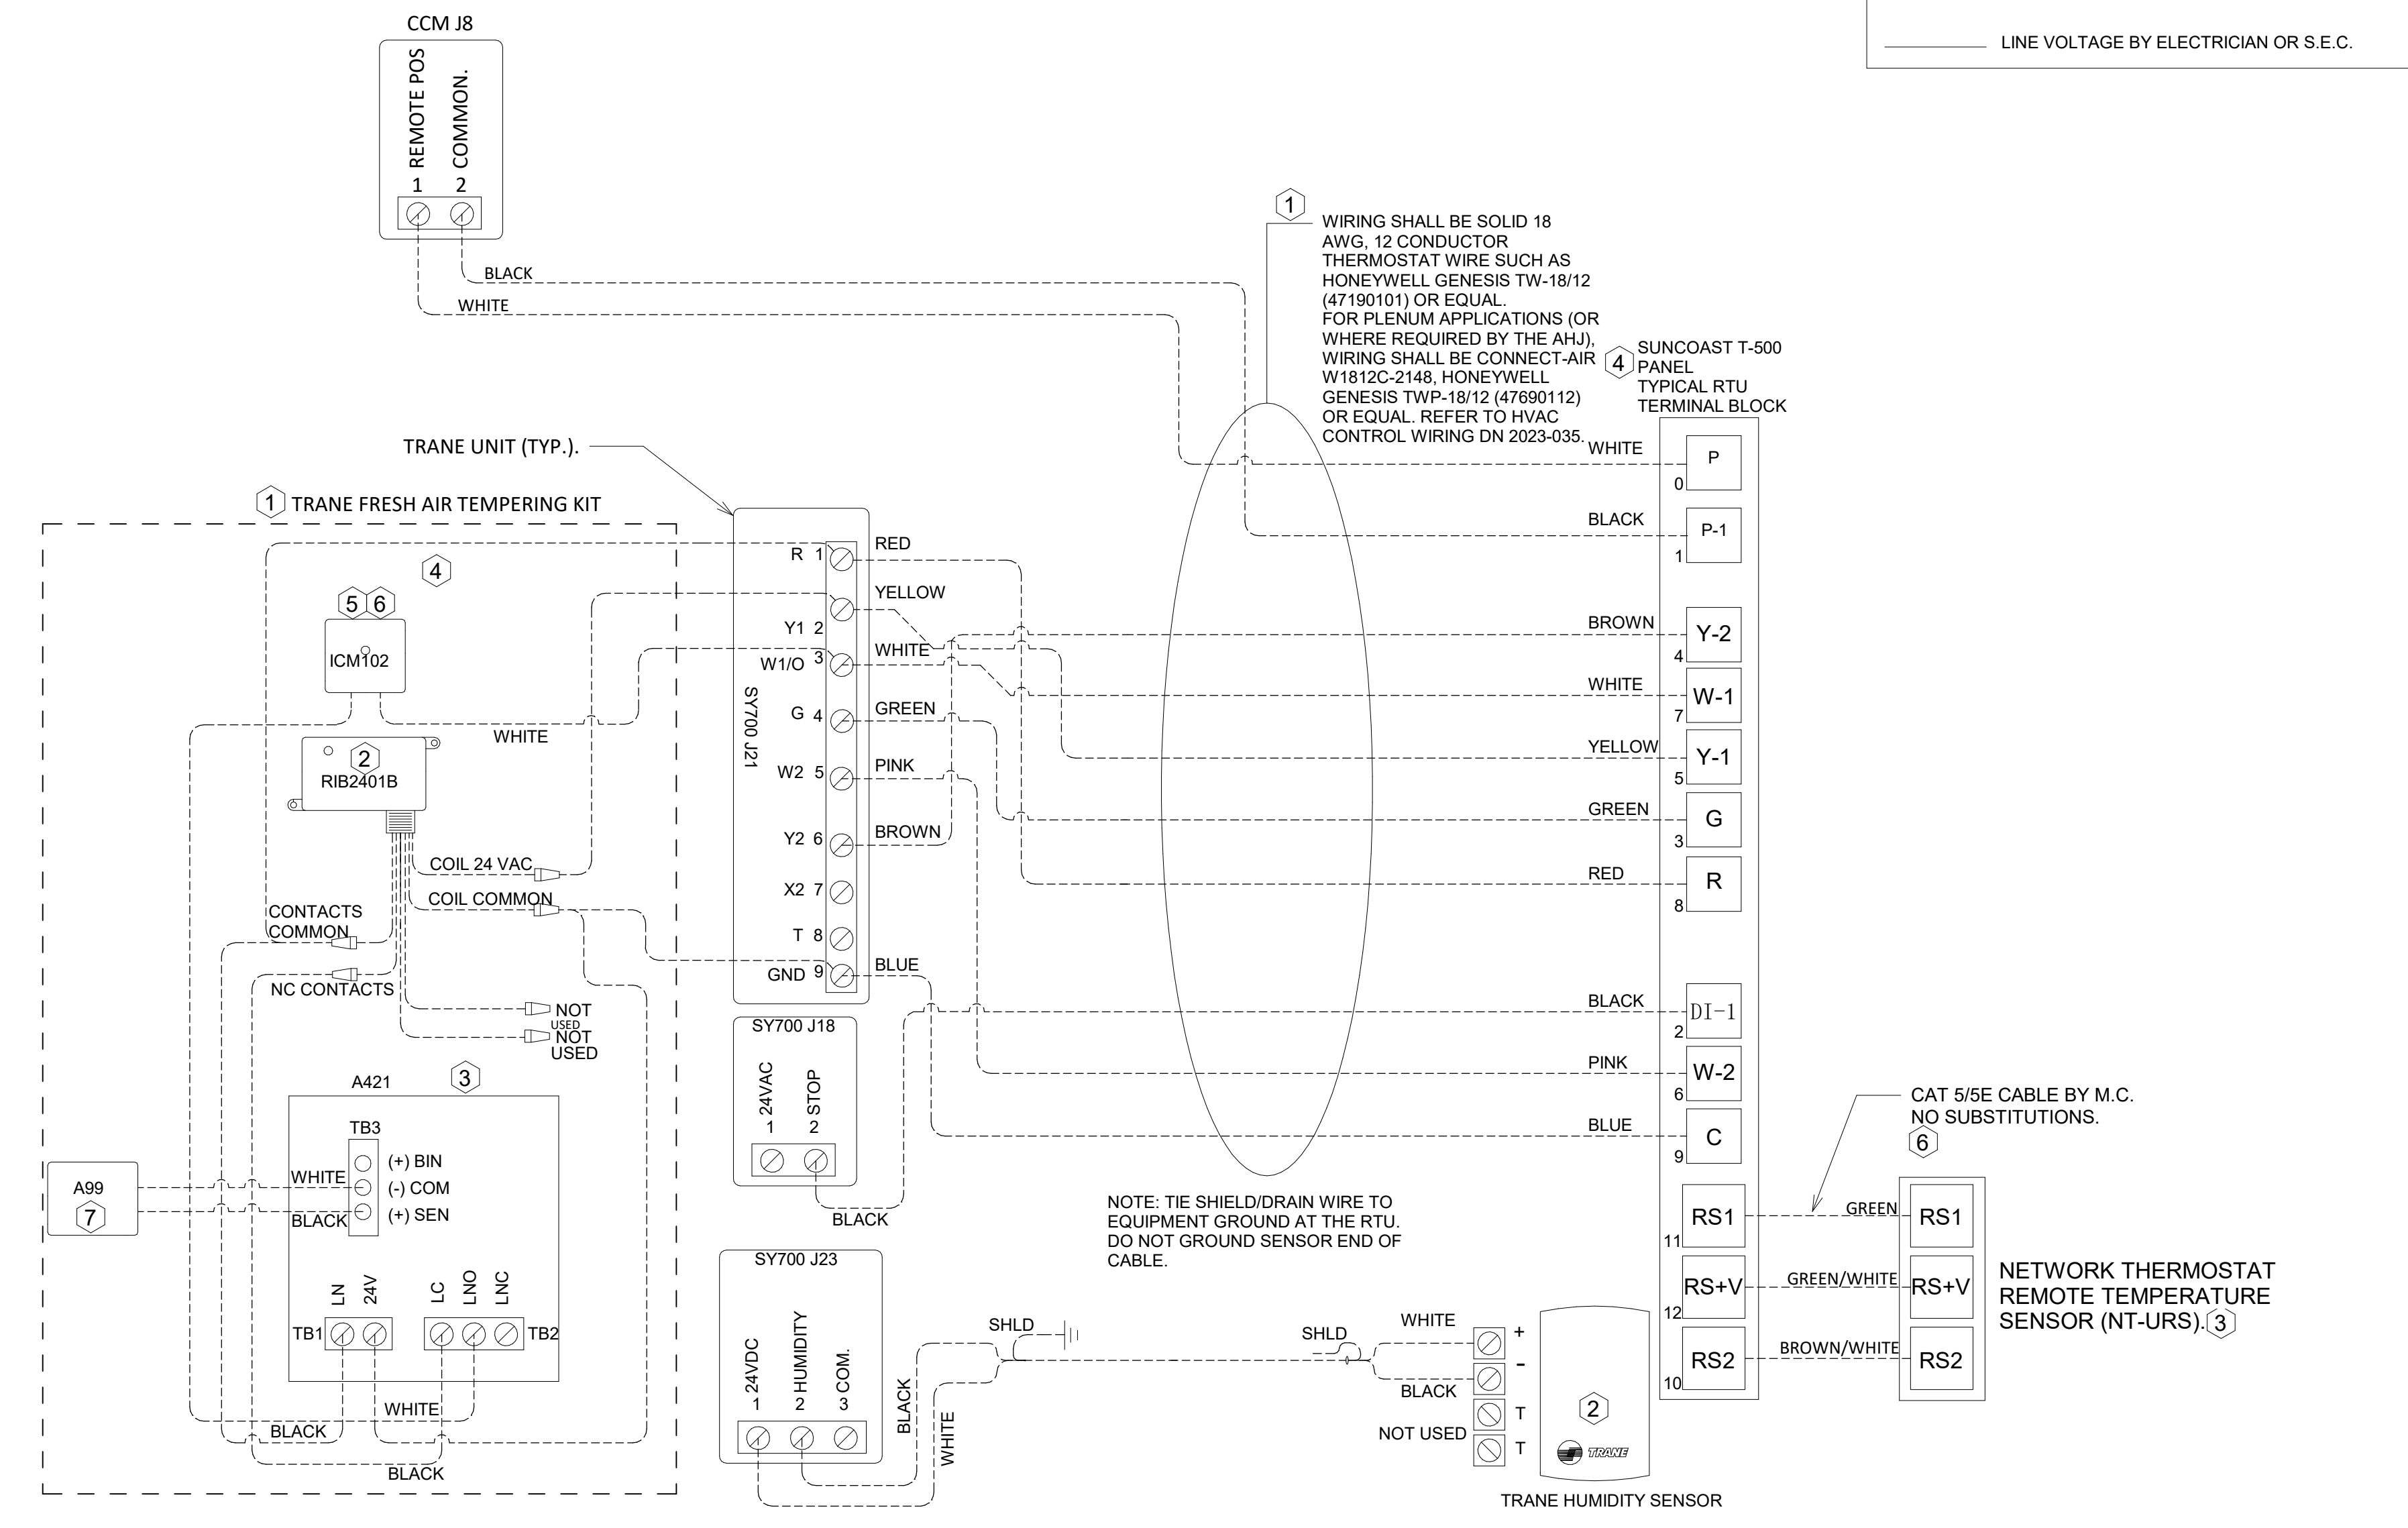 LINE VOLTAGE BY ELECTRICIAN OR S.E.C.
CCM J8
REMOTE POS
COMMON.
1 2
BLACK
WHITE
1
WIRING SHALL BE SOLID 18
AWG, 12 CONDUCTOR
THERMOSTAT WIRE SUCH AS
HONEYWELL GENESIS TW-18/12
(47190101) OR EQUAL.
FOR PLENUM APPLICATIONS (OR
WHERE REQUIRED BY THE AHJ),
WIRING SHALL BE CONNECT-AIR
W1812C-2148, HONEYWELL
GENESIS TWP-18/12 (47690112)
OR EQUAL. REFER TO HVAC
CONTROL WIRING DN 2023-035.
4
SUNCOAST T-500
PANEL
TYPICAL RTU
TERMINAL BLOCK
TRANE UNIT (TYP.).
1 TRANE FRESH AIR TEMPERING KIT
4
5 6
ICM102
WHITE
2
RIB2401B
COIL 24 VAC
COIL COMMON
CONTACTS
COMMON
NC CONTACTS
NOT
USED
NOT
USED
A421
3
TB3
(+) BIN
(-) COM
(+) SEN
WHITE
BLACK
A99
7
LN
24V
LC
LNO
LNC
TB1
TB2
WHITE
BLACK
BLACK
SY700 J21
R 1 RED
YELLOW
Y1 2
W1/O 3 WHITE
G 4 GREEN
W2 5 PINK
Y2 6 BROWN
X2 7
T 8
GND 9 BLUE
SY700 J18
24VAC
STOP
1 2
BLACK
SY700 J23
24VDC
HUMIDITY
COM.
1 2 3
BLACK
WHITE
SHLD
SHLD
NOTE: TIE SHIELD/DRAIN WIRE TO
EQUIPMENT GROUND AT THE RTU.
DO NOT GROUND SENSOR END OF
CABLE.
WHITE +
-
BLACK
T
NOT USED
T
2
TRANE
TRANE HUMIDITY SENSOR
WHITE P
0
BLACK P-1
1
BROWN Y-2
4
WHITE W-1
7
YELLOW Y-1
5
GREEN G
3
RED R
8
BLACK DI-1
2
PINK W-2
6
BLUE C
9
RS1
11
RS+V
12
RS2
10
CAT 5/5E CABLE BY M.C.
NO SUBSTITUTIONS.
6
GREEN RS1
GREEN/WHITE RS+V
BROWN/WHITE RS2
NETWORK THERMOSTAT
REMOTE TEMPERATURE
SENSOR (NT-URS). 3